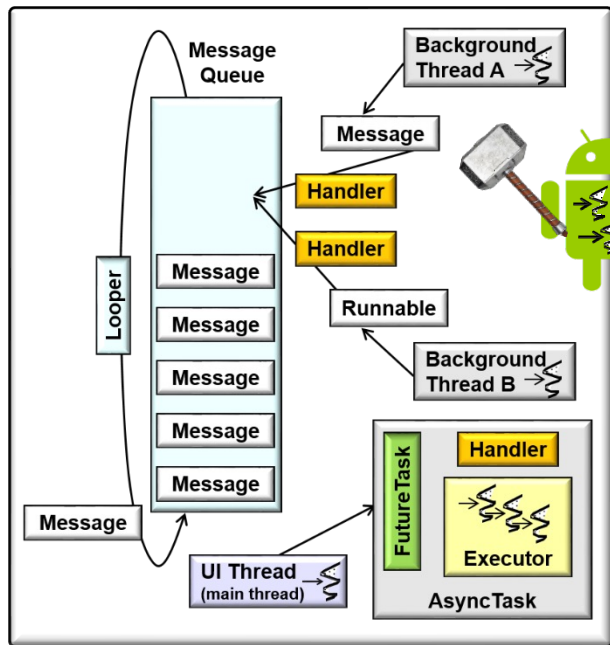 Message
Queue
Background
Thread A
Message
Handler
Handler
Message
Looper
Runnable
Message
Background
Thread B
Message
Message
Handler
FutureTask
Message
Message
Executor
UI Thread
(main thread)
AsyncTask